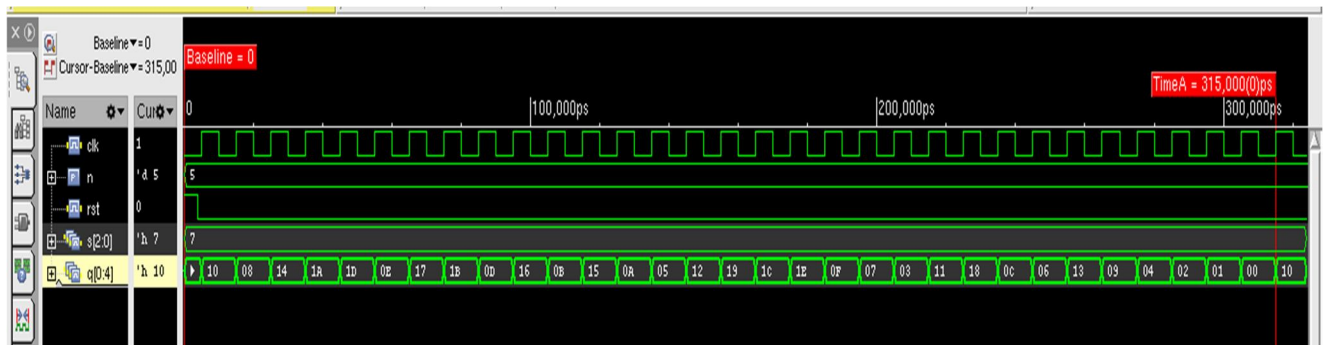 Baseline▼=0
Cursor-Baseline▼=315,00
Baseline = 0
TimeA = 315,000(0)ps
Name
Cur
0
100,000ps
200,000ps
300,000ps
clk
1
n
'd 5
5
rst
0
s[2:0]
'h 7
7
q[0:4]
'h 10
10 08 14 1A 1D 0E 17 1B 0D 16 0B 15 0A 05 12 19 1C 1E 0F 07 03 11 18 0C 06 13 09 04 02 01 00 10